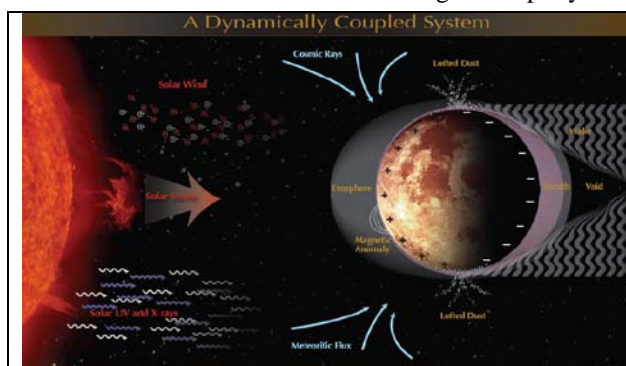 A Dynamically Coupled System
Cosmic Rays
Lofted Dust
Solar Wind
Wake
Solar Storm
Exosphere
Sheath
Void
Magnetic
Anomaly
Solar UV and X-rays
Lofted Dust
Meteoritic Flux